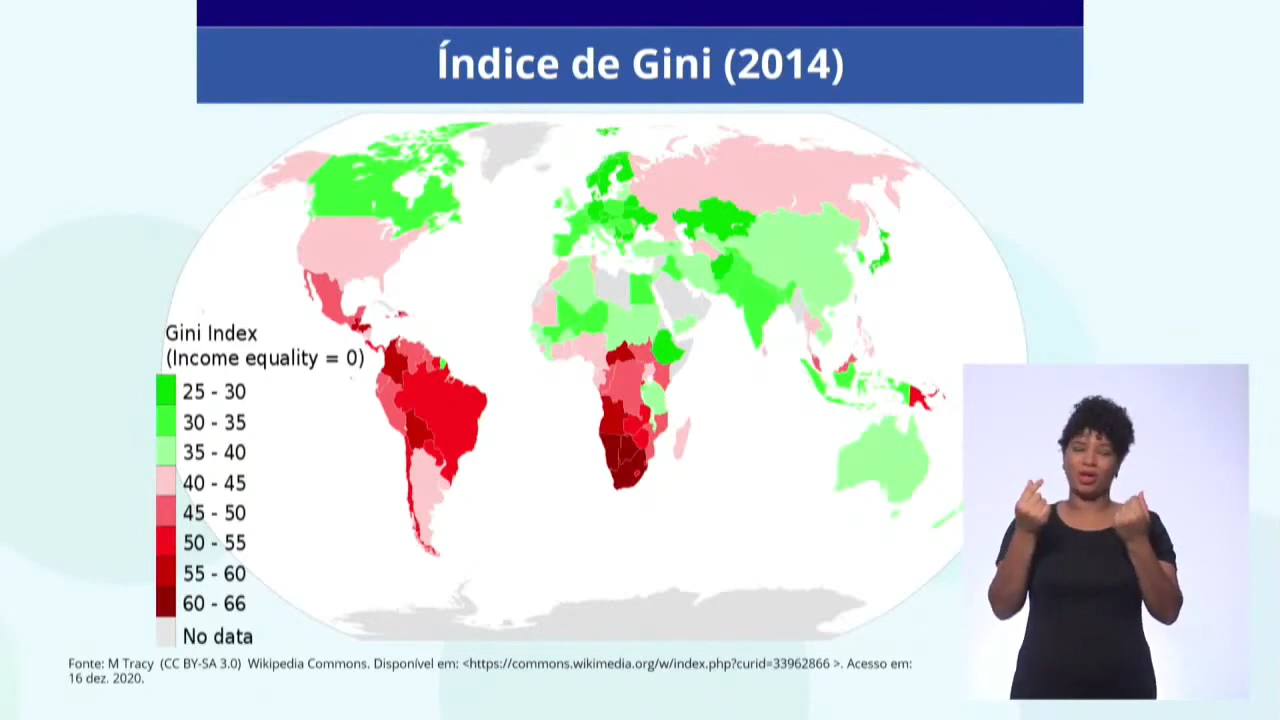 Índice de Gini (2014)
Gini Index
(Income equality = 0)
25 - 30
30 - 35
35 - 40
40 - 45
45 - 50
50 - 55
55 - 60
60 - 66
No data
Fonte: M Tracy (CC BY-SA 3.0) Wikipedia Commons. Disponível em: <https://commons.wikimedia.org/w/index.php?curid=33962866 >. Acesso em:
16 dez. 2020.